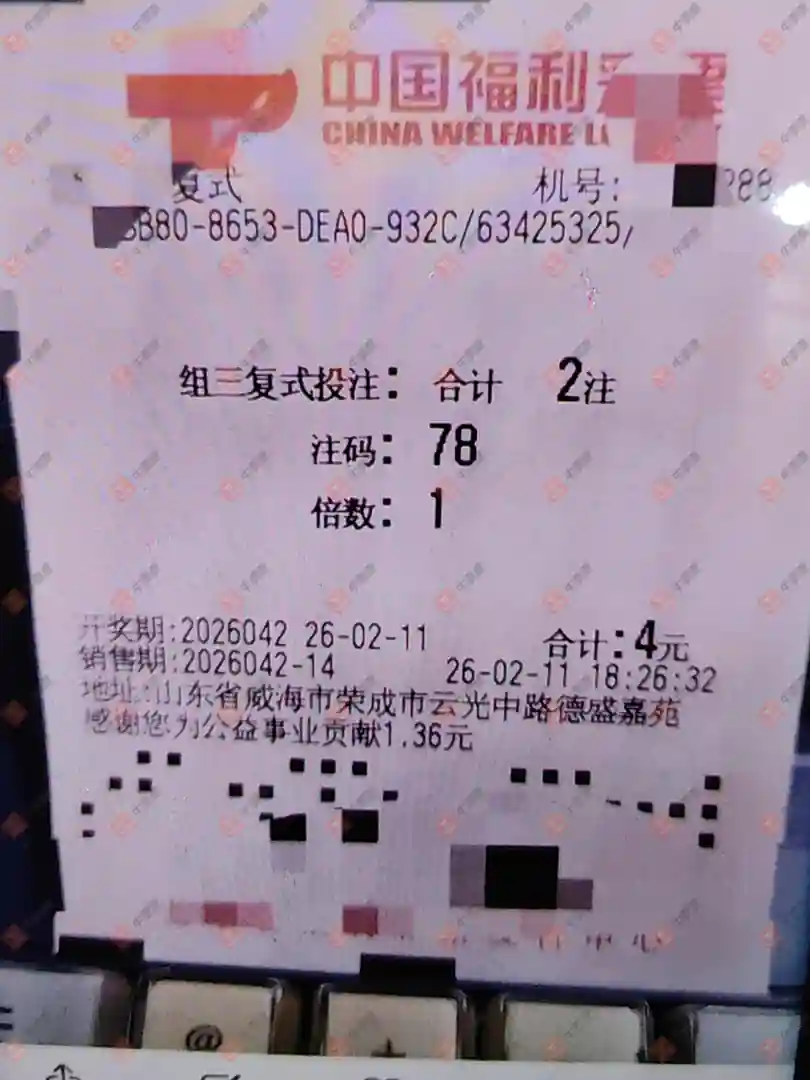 中国福利彩票
CHINA WELFARE
复式
机号:
B80-8653-DEA0-932C/63425325/
组三复式投注: 合计 2注
注码: 78
倍数: 1
开奖期:2026042 26-02-11 合计:4元
销售期:2026042-14 26-02-11 18:26:32
地址:山东省威海市荣成市云光中路德盛嘉苑
感谢您为公益事业贡献1.36元
@